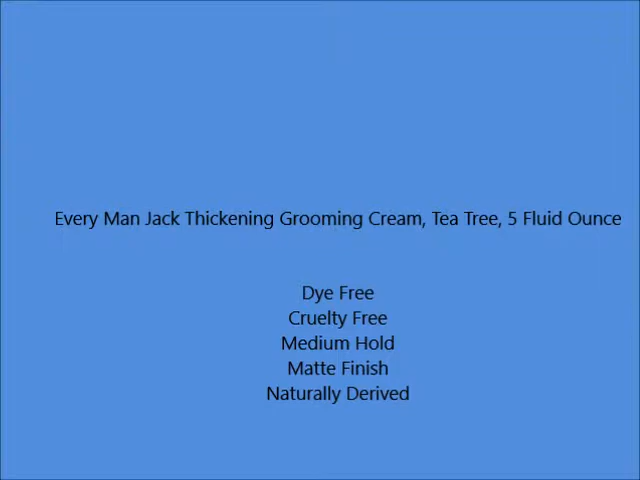 Every Man Jack Thickening Grooming Cream, Tea Tree, 5 Fluid Ounce
Dye Free
Cruelty Free
Medium Hold
Matte Finish
Naturally Derived